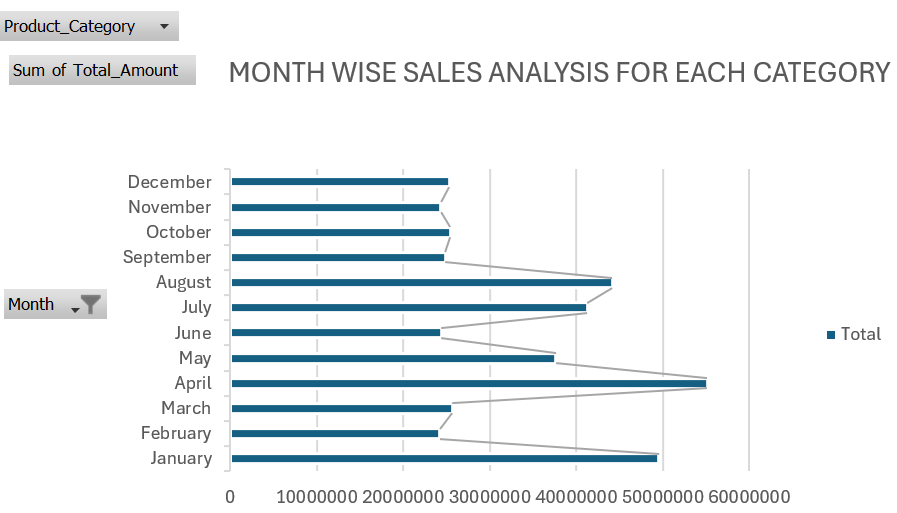 Product_Category
Sum of Total_Amount
MONTH WISE SALES ANALYSIS FOR EACH CATEGORY
December
November
October
September
August
Month
July
June
Total
May
April
March
February
January
0 10000000 20000000 30000000 40000000 50000000 60000000